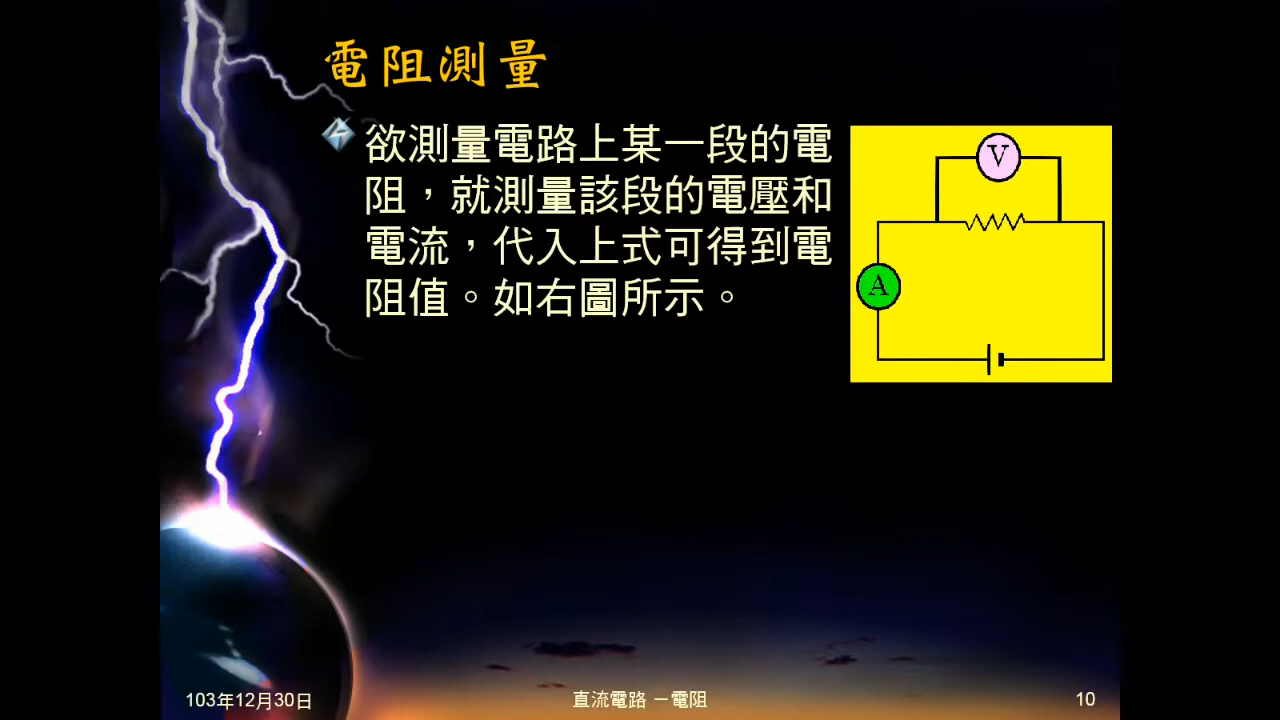 電阻測量
欲測量電路上某一段的電
阻，就測量該段的電壓和
電流，代入上式可得到電
阻值。如右圖所示。
V
A
103年12月30日
直流電路 －電阻
10